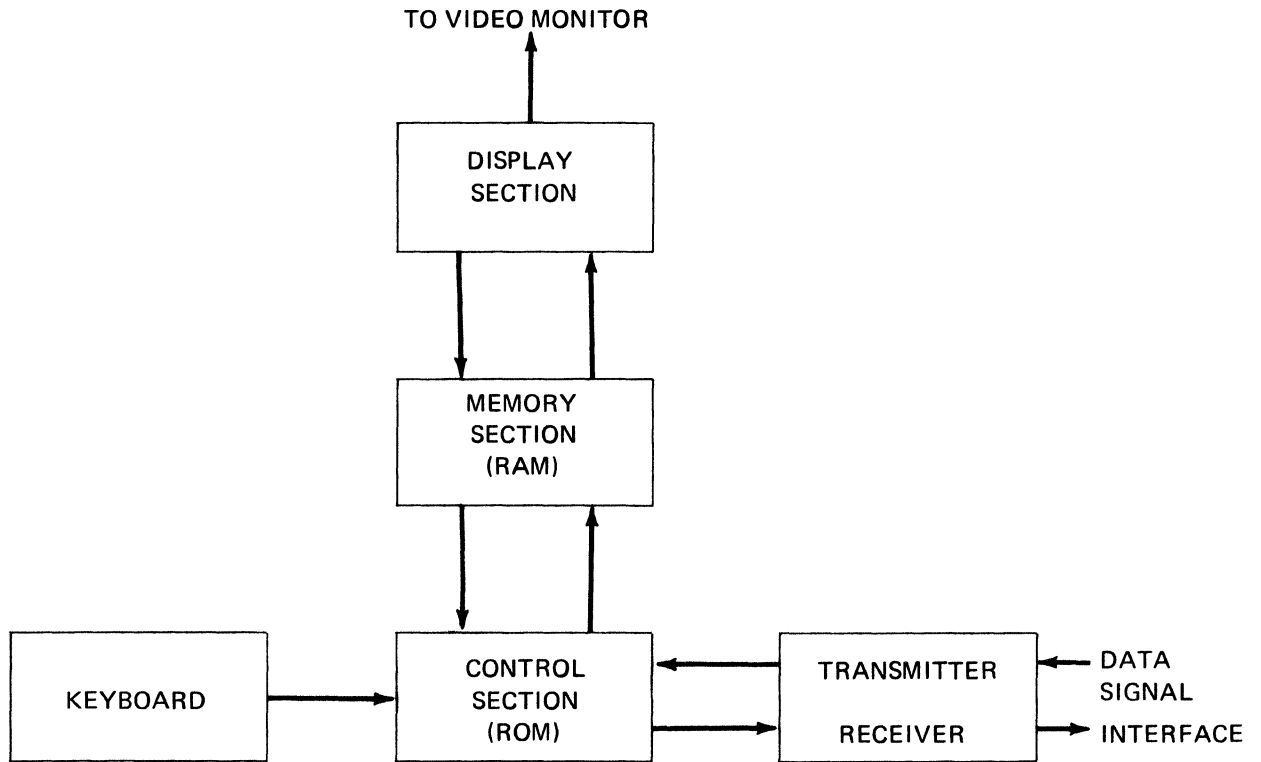 TO VIDEO MONITOR
DISPLAY
SECTION
MEMORY
SECTION
(RAM)
KEYBOARD
CONTROL
SECTION
(ROM)
TRANSMITTER
RECEIVER
DATA
SIGNAL
INTERFACE